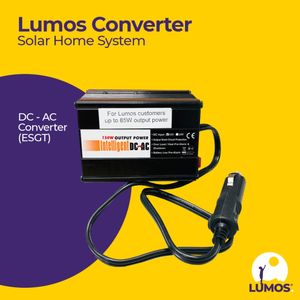 Lumos Converter
Solar Home System
DC - AC
Converter
(ESGT)
For Lumos customers
up to 85W output power
150W OUTPUT POWER
Intelligent DC-AC
LUMOS